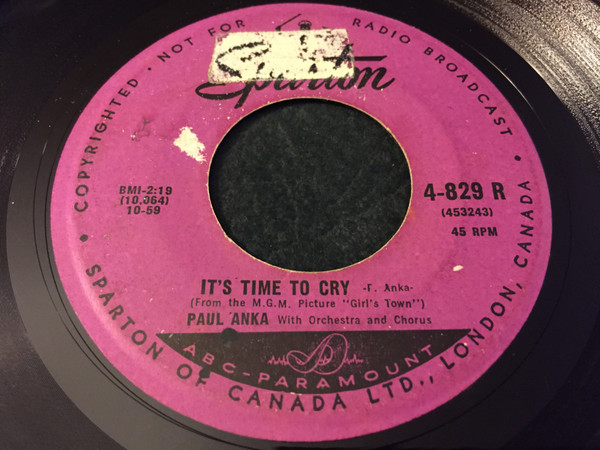 COPYRIGHTED • NOT FOR RADIO BROADCAST •
Sparton
BMI-2:19
(10,064)
10-59
4-829 R
(453243)
45 RPM
IT'S TIME TO CRY -P. Anka-
(From the M.G.M. Picture "Girl's Town")
PAUL ANKA With Orchestra and Chorus
ABC-PARAMOUNT
SPARTON OF CANADA LTD., LONDON, CANADA